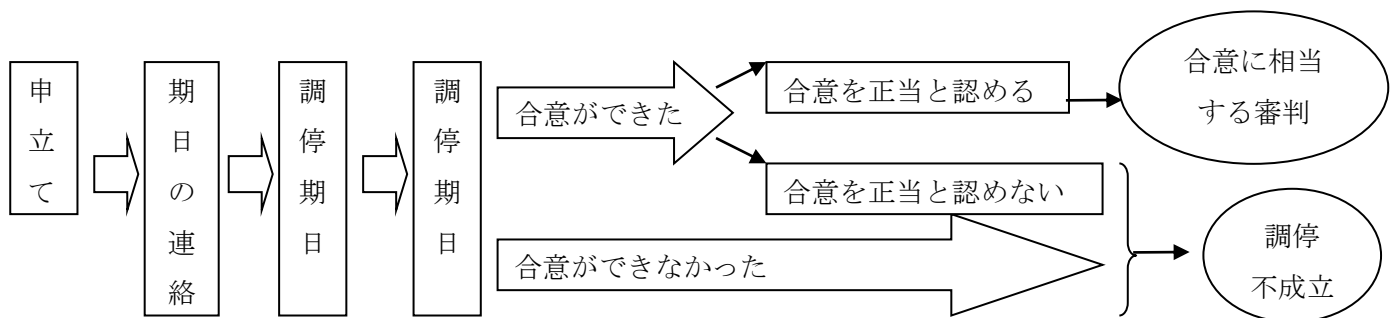 申立て
期日の連絡
調停期日
調停期日
合意ができた
合意を正当と認める
合意に相当
する審判
合意を正当と認めない
合意ができなかった
調停
不成立